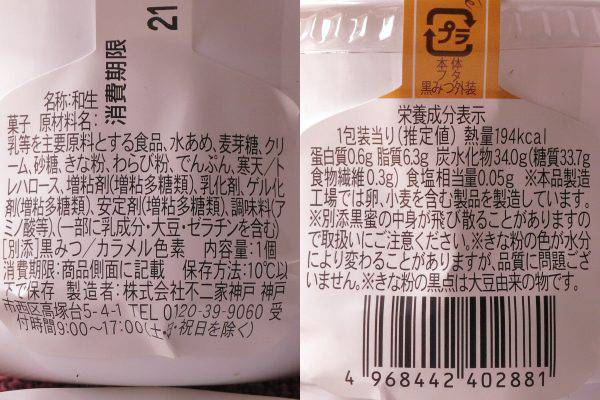 消費期限
21
名称:和生
菓子 原材料名:
乳等を主要原料とする食品、水あめ、麦芽糖、クリ
ーム、砂糖、きな粉、わらび粉、でんぷん、寒天/ト
レハロース、増粘剤(増粘多糖類)、乳化剤、ゲル化
剤(増粘多糖類)、安定剤(増粘多糖類)、調味料(ア
ミノ酸等)、(一部に乳成分・大豆・ゼラチンを含む)
[別添]黒みつ/カラメル色素 内容量:1個
消費期限:商品側面に記載 保存方法:10℃以
下で保存 製造者:株式会社不二家神戸 神戸
市西区高塚台5-4-1 TEL 0120-39-9060 受
付時間9:00~17:00(土・日・祝日を除く)
プラ
本体
フタ
黒みつ外装
栄養成分表示
1包装当り(推定値) 熱量194kcal
蛋白質0.6g 脂質6.3g 炭水化物34.0g(糖質33.7g
食物繊維0.3g) 食塩相当量0.05g ※本品製造
工場では卵、小麦を含む製品を製造しています。
※別添黒蜜の中身が飛び散ることがありますの
で取扱いにご注意ください。※きな粉の色が水分
により変わることがありますが、品質に問題ござ
いません。※きな粉の黒点は大豆由来の物です。
4 968442 402881